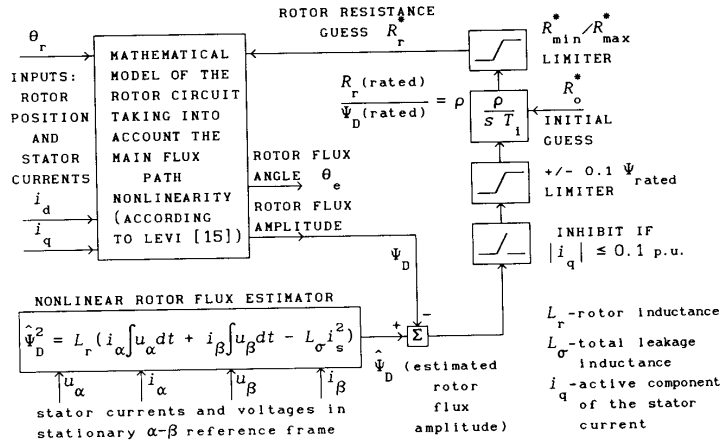 ROTOR RESISTANCE
GUESS R*r
θr
INPUTS:
ROTOR
POSITION
AND
STATOR
CURRENTS
id
iq
MATHEMATICAL
MODEL OF THE
ROTOR CIRCUIT
TAKING INTO
ACCOUNT THE
MAIN FLUX
PATH
NONLINEARITY
(ACCORDING
TO LEVI [15])
ROTOR FLUX
ANGLE θe
ROTOR FLUX
AMPLITUDE
R*min/R*max
LIMITER
Rr(rated)
ΨD(rated)
= ρ
ρ
s Ti
R*o
INITIAL
GUESS
+/- 0.1 Ψrated
LIMITER
INHIBIT IF
|iq| ≤ 0.1 p.u.
ΨD
−
+
Σ
NONLINEAR ROTOR FLUX ESTIMATOR
Ψ̂²D = Lr(iα∫uαdt + iβ∫uβdt − Lσi²s)
uα iα uβ iβ
stator currents and voltages in
stationary α-β reference frame
Ψ̂D (estimated
rotor
flux
amplitude)
Lr-rotor inductance
Lσ-total leakage
inductance
iq-active component
of the stator
current